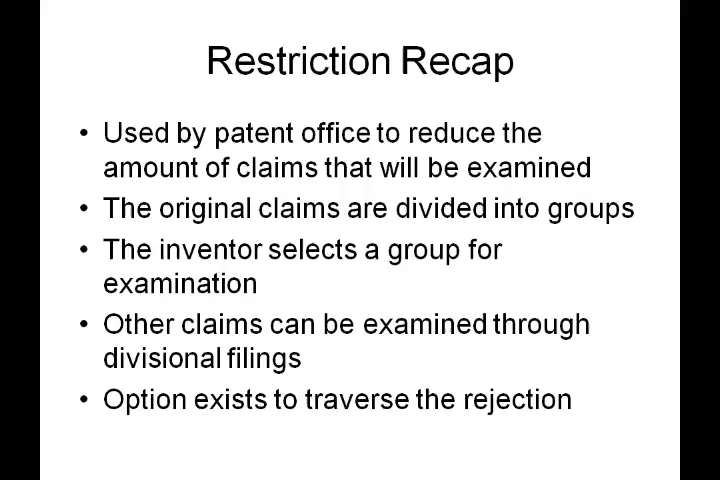 Restriction Recap
• Used by patent office to reduce the
amount of claims that will be examined
• The original claims are divided into groups
• The inventor selects a group for
examination
• Other claims can be examined through
divisional filings
• Option exists to traverse the rejection